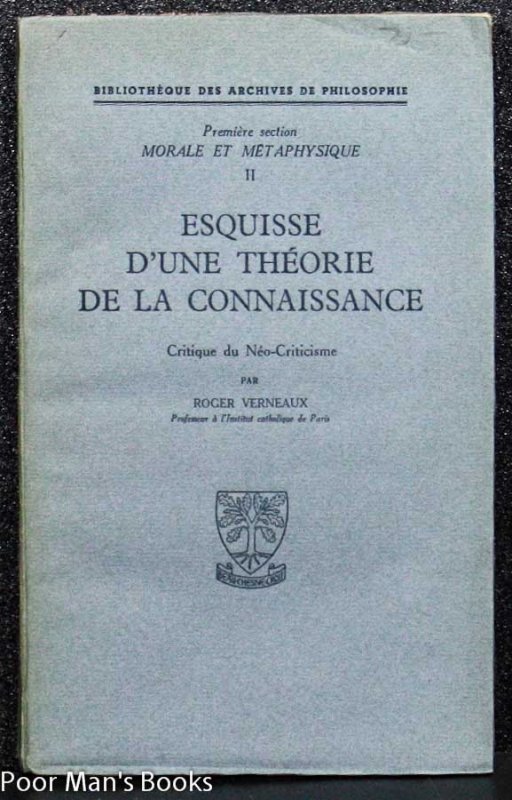 BIBLIOTHÈQUE DES ARCHIVES DE PHILOSOPHIE
Première section
MORALE ET MÉTAPHYSIQUE
II
ESQUISSE
D'UNE THÉORIE
DE LA CONNAISSANCE
Critique du Néo-Criticisme
PAR
ROGER VERNEAUX
Professeur à l'Institut catholique de Paris
Poor Man's Books